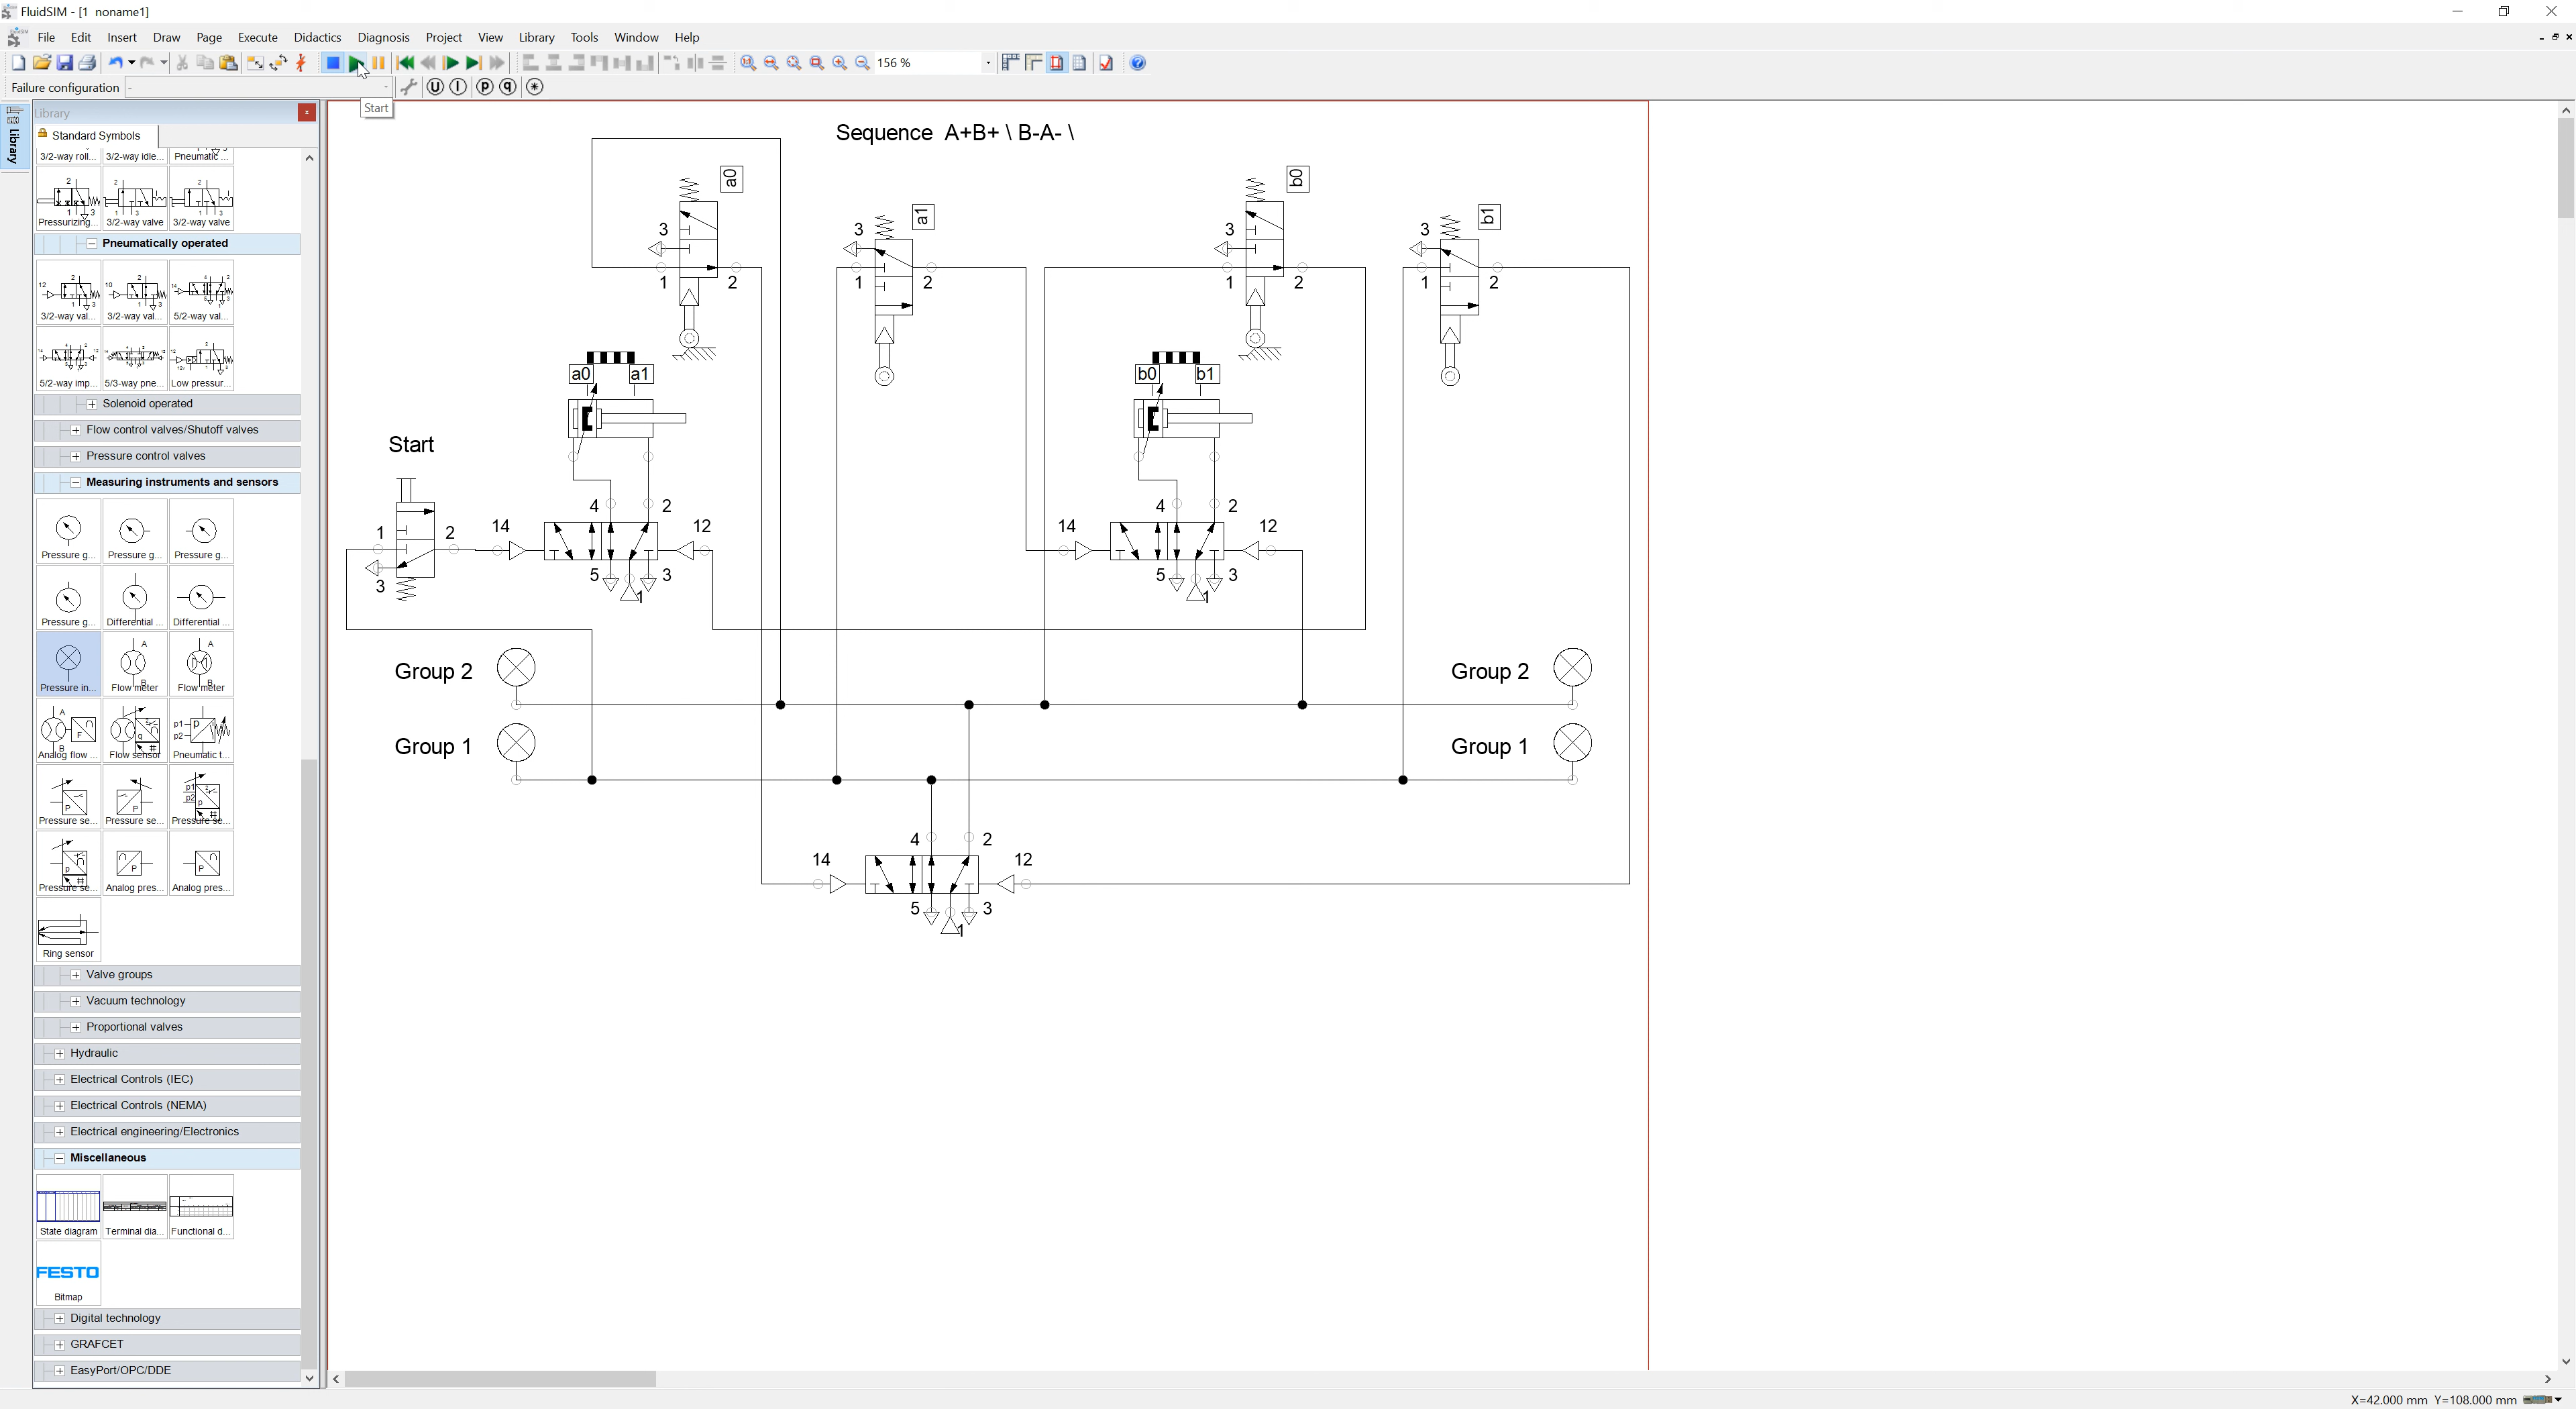 FluidSIM - [1 noname1]
File Edit Insert Draw Page Execute Didactics Diagnosis Project View Library Tools Window Help
156 %
Failure configuration -
U I p q *
Start
Library
Library
Standard Symbols
3/2-way roll... 3/2-way idle... Pneumatic ...
Pressurizing... 3/2-way valve 3/2-way valve
Pneumatically operated
3/2-way val... 3/2-way val... 5/2-way val...
5/2-way imp... 5/3-way pne... Low pressur...
Solenoid operated
Flow control valves/Shutoff valves
Pressure control valves
Measuring instruments and sensors
Pressure g... Pressure g... Pressure g...
Pressure g... Differential ... Differential ...
Pressure in... Flow meter Flow meter
Analog flow ... Flow sensor Pneumatic t...
Pressure se... Pressure se... Pressure se...
Pressure se... Analog pres... Analog pres...
Ring sensor
Valve groups
Vacuum technology
Proportional valves
Hydraulic
Electrical Controls (IEC)
Electrical Controls (NEMA)
Electrical engineering/Electronics
Miscellaneous
State diagram Terminal dia... Functional d...
FESTO
Bitmap
Digital technology
GRAFCET
EasyPort/OPC/DDE
Sequence A+B+ \ B-A- \
a0 b0
a1 b1
3 3 3 3
1 2 1 2 1 2 1 2
a0 a1 b0 b1
Start
4 2 4 2
1 2 14 12 14 12
3 5 1 3 5 1 3
Group 2 Group 2
Group 1 Group 1
4 2
14 12
5 1 3
X=42.000 mm Y=108.000 mm